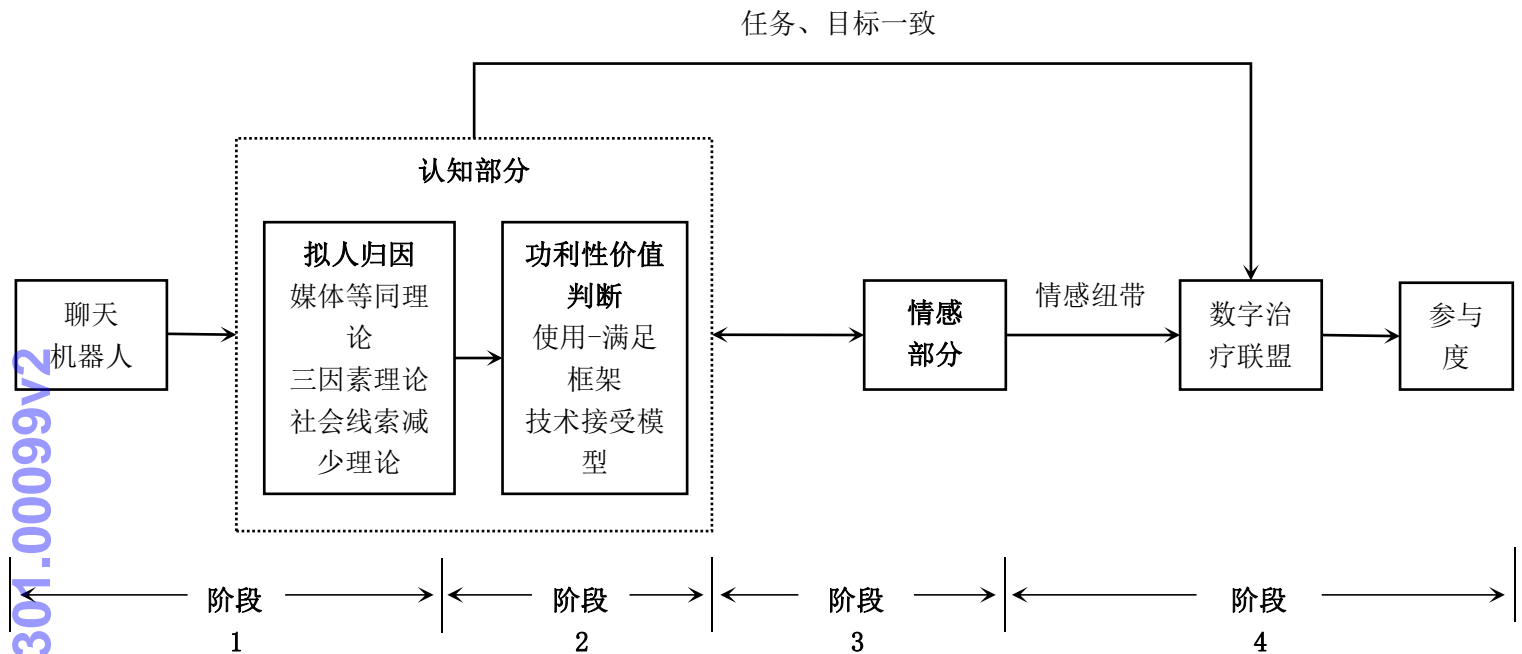 任务、目标一致
认知部分
拟人归因
媒体等同理
论
三因素理论
社会线索减
少理论
功利性价值
判断
使用-满足
框架
技术接受模
型
聊天
机器人
情感
部分
情感纽带
数字治
疗联盟
参与
度
301.00099v2
阶段
1
阶段
2
阶段
3
阶段
4